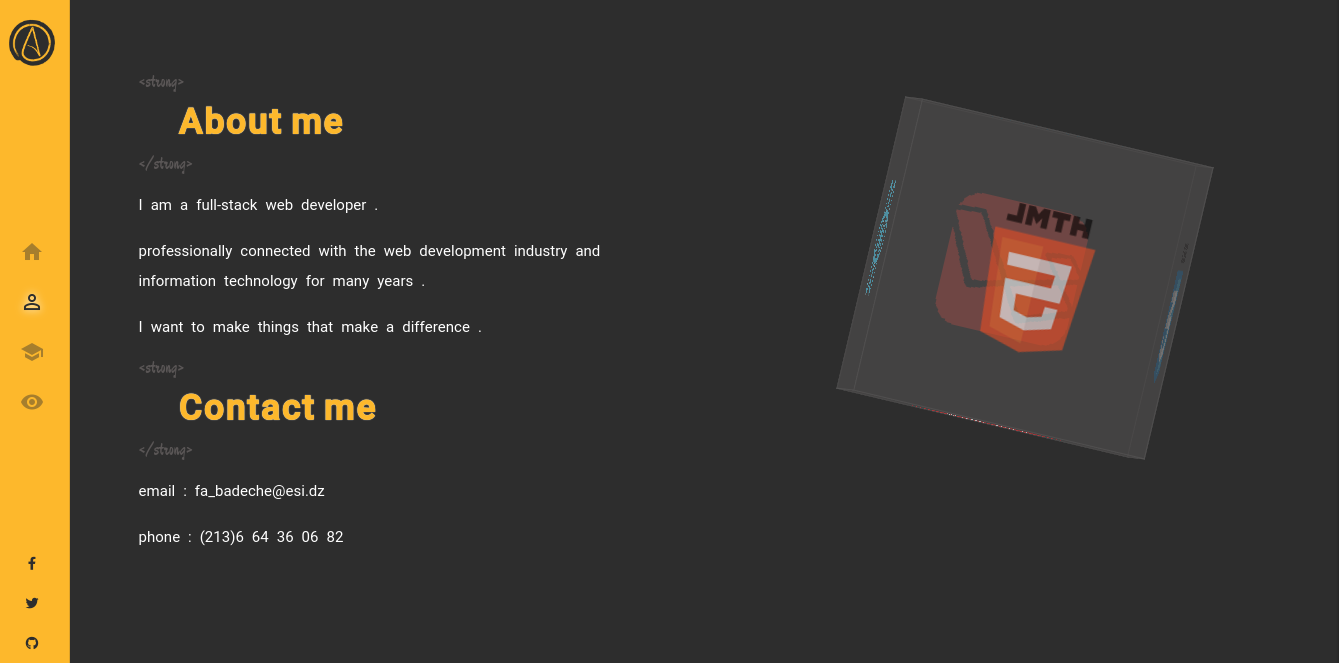 <strong>
About me
</strong>
I am a full-stack web developer .
professionally connected with the web development industry and
information technology for many years .
I want to make things that make a difference .
<strong>
Contact me
</strong>
email : fa_badeche@esi.dz
phone : (213)6 64 36 06 82
HTML
5